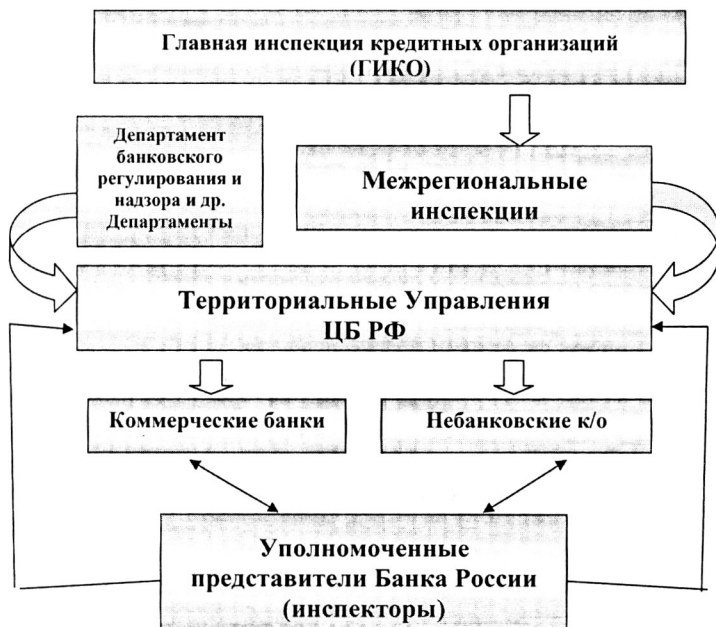 Главная инспекция кредитных организаций
(ГИКО)
Департамент
банковского
регулирования и
надзора и др.
Департаменты
Межрегиональные
инспекции
Территориальные Управления
ЦБ РФ
Коммерческие банки
Небанковские к/о
Уполномоченные
представители Банка России
(инспекторы)